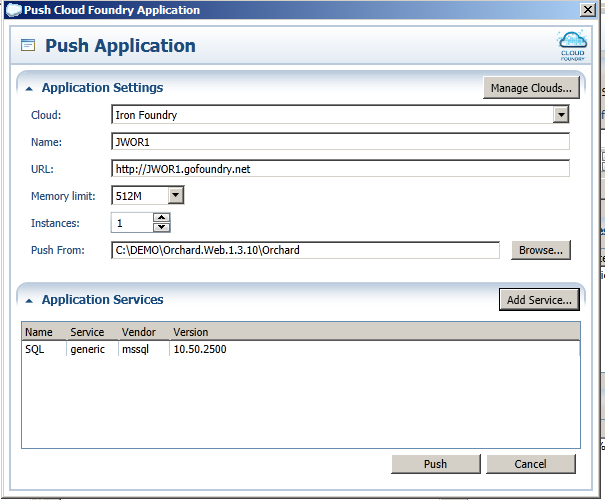 Push Cloud Foundry Application
Push Application
CLOUD
FOUNDRY
Application Settings
Manage Clouds...
Cloud: Iron Foundry
Name: JWOR1
URL: http://JWOR1.gofoundry.net
Memory limit: 512M
Instances: 1
Push From: C:\DEMO\Orchard.Web.1.3.10\Orchard Browse...
Application Services
Add Service...
Name Service Vendor Version
SQL generic mssql 10.50.2500
Push Cancel